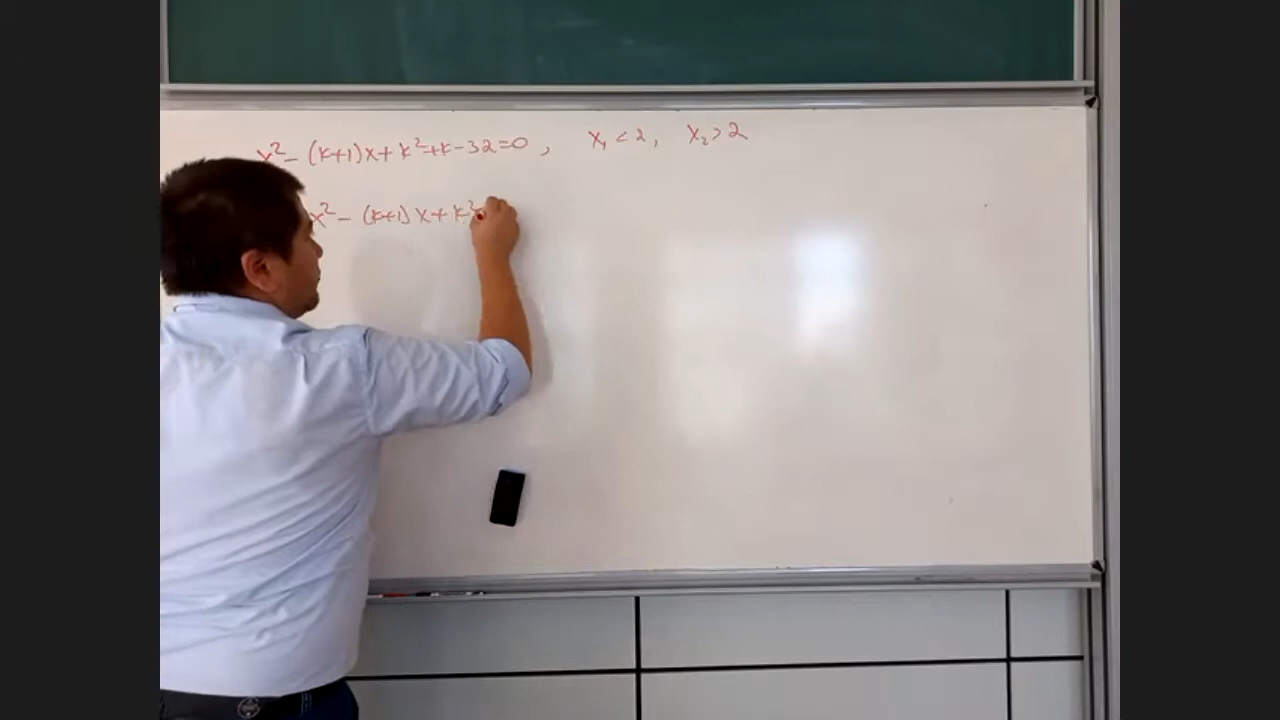 x² - (k+1)x + k² + k - 32 = 0 , x₁ < 2, x₂ > 2
x² - (k+1)x + k²